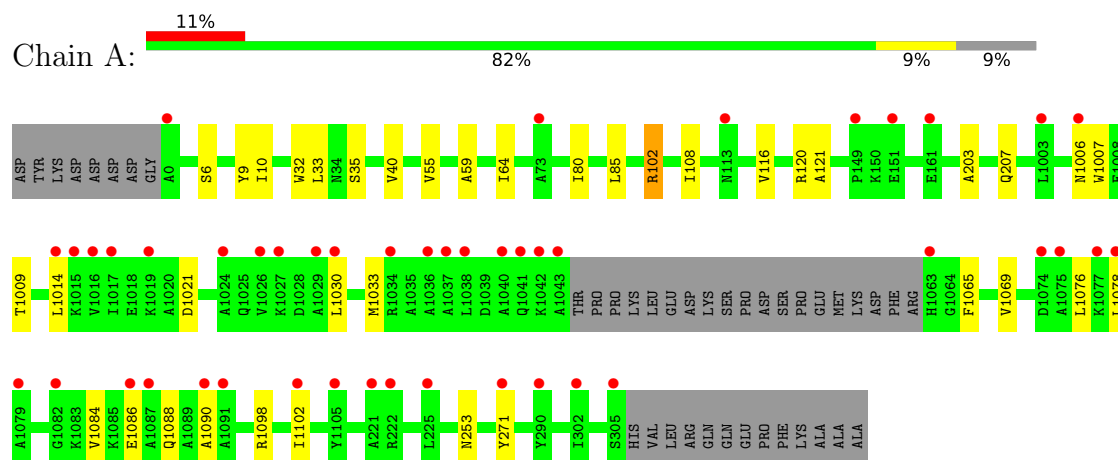 11%
Chain A:
82% 9% 9%
ASP TYR LYS ASP ASP ASP ASP GLY A0 S6 Y9 I10 W32 L33 N34 S35 V40 V55 A59 I64 A73 I80 L85 R102 I108 N113 V116 R120 A121 P149 K150 E151 E161 A203 Q207 L1003 N1006 W1007 E1008
T1009 L1014 K1015 V1016 I1017 E1018 K1019 A1020 D1021 A1024 Q1025 V1026 K1027 D1028 A1029 L1030 M1033 R1034 A1035 A1036 A1037 L1038 D1039 A1040 Q1041 K1042 A1043 THR PRO PRO LYS LEU GLU ASP LYS SER PRO ASP SER PRO GLU MET LYS ASP PHE ARG H1063 G1064 F1065 V1069 D1074 A1075 L1076 K1077 L1078
A1079 G1082 K1083 V1084 K1085 E1086 A1087 Q1088 A1089 A1090 A1091 R1098 I1102 Y1105 A221 R222 L225 N253 Y271 Y290 I302 S305 HIS VAL LEU ARG GLN GLN GLU PRO PHE LYS ALA ALA ALA